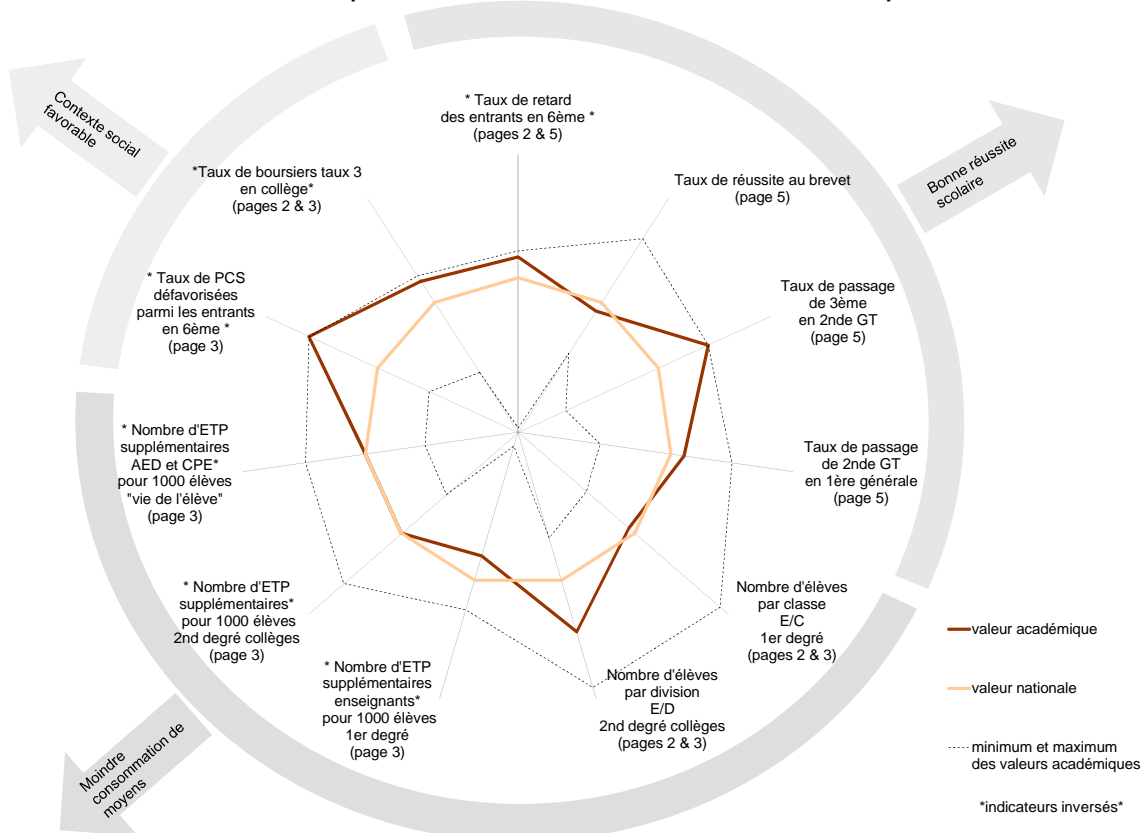 * Taux de retard
des entrants en 6ème *
(pages 2 & 5)
Contexte social
favorable
Bonne réussite
scolaire
*Taux de boursiers taux 3
en collège*
(pages 2 & 3)
Taux de réussite au brevet
(page 5)
* Taux de PCS
défavorisées
parmi les entrants
en 6ème *
(page 3)
Taux de passage
de 3ème
en 2nde GT
(page 5)
* Nombre d'ETP
supplémentaires
AED et CPE*
pour 1000 élèves
"vie de l'élève"
(page 3)
Taux de passage
de 2nde GT
en 1ère générale
(page 5)
* Nombre d'ETP
supplémentaires*
pour 1000 élèves
2nd degré collèges
(page 3)
Nombre d'élèves
par classe
E/C
1er degré
(pages 2 & 3)
* Nombre d'ETP
supplémentaires
enseignants*
pour 1000 élèves
1er degré
(page 3)
Nombre d'élèves
par division
E/D
2nd degré collèges
(pages 2 & 3)
Moindre
consommation de
moyens
valeur académique
valeur nationale
minimum et maximum
des valeurs académiques
*indicateurs inversés*